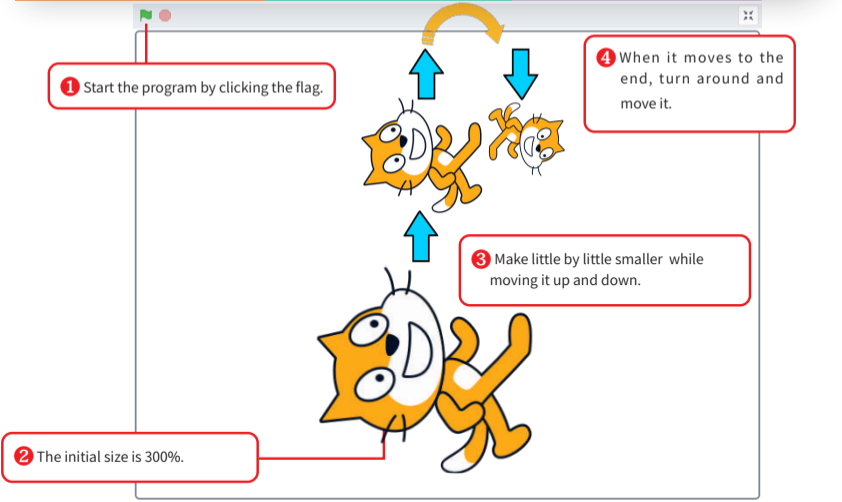 ❶ Start the program by clicking the flag.
❹ When it moves to the
end, turn around and
move it.
❸ Make little by little smaller while
moving it up and down.
❷ The initial size is 300%.